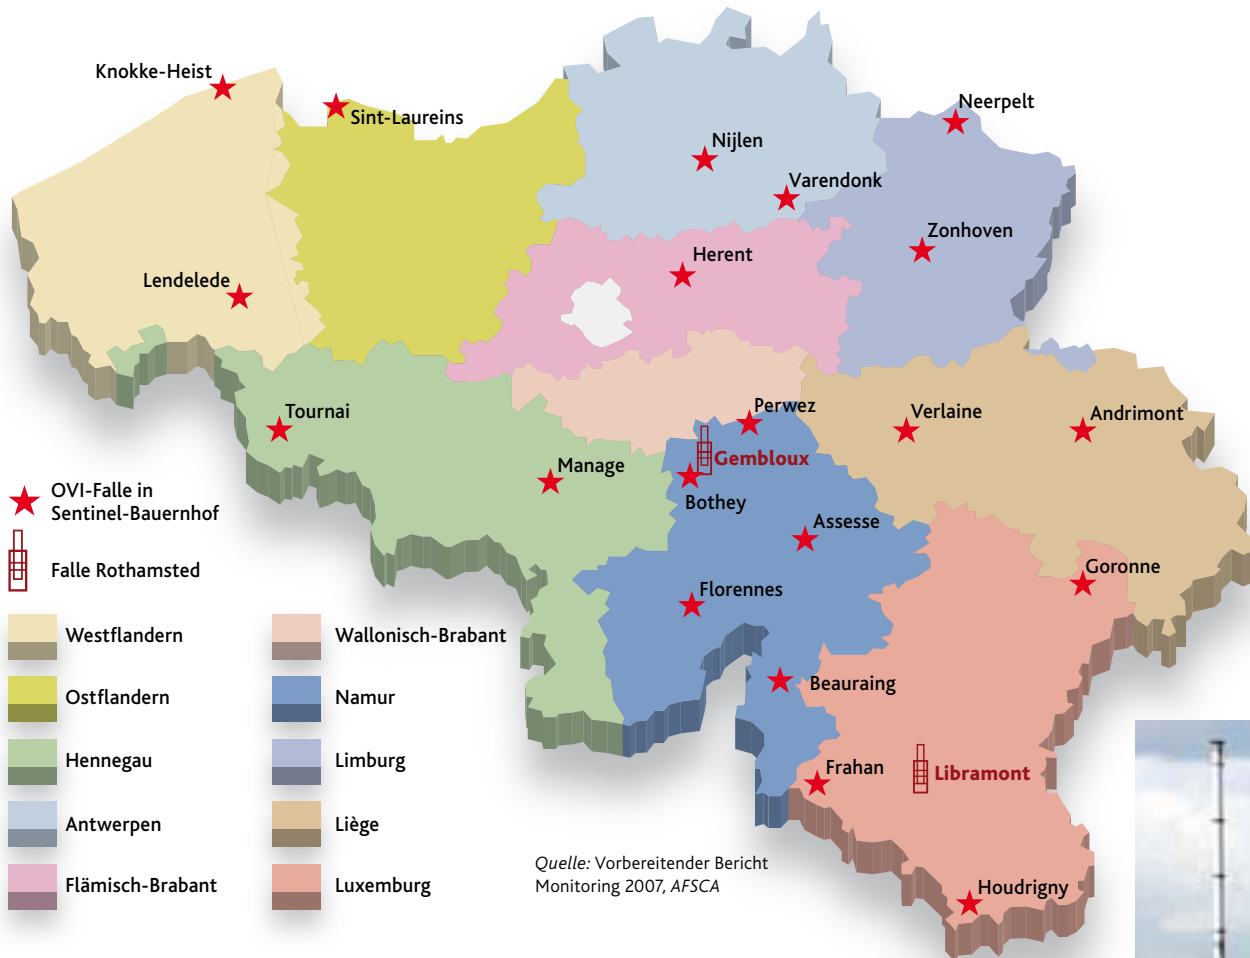 Knokke-Heist
Sint-Laureins
Neerpelt
Nijlen
Varendonk
Zonhoven
Herent
Lendelede
Tournai
Perwez
Verlaine
Andrimont
Gembloux
Manage
Bothey
Assesse
Goronne
Florennes
Beauraing
Frahan
Libramont
Houdrigny
OVI-Falle in
Sentinel-Bauernhof
Falle Rothamsted
Westflandern
Ostflandern
Hennegau
Antwerpen
Flämisch-Brabant
Wallonisch-Brabant
Namur
Limburg
Liège
Luxemburg
Quelle: Vorbereitender Bericht
Monitoring 2007, AFSCA